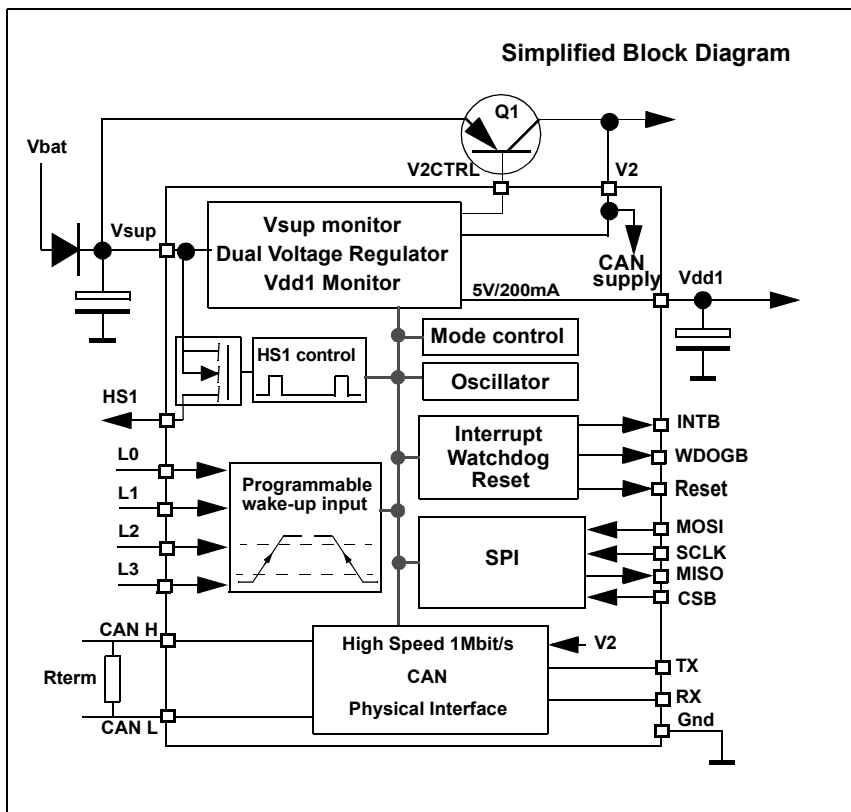 Simplified Block Diagram
Q1
Vbat
V2CTRL
V2
Vsup
Vsup monitor
Dual Voltage Regulator
Vdd1 Monitor
CAN
supply
Vdd1
5V/200mA
Mode control
HS1 control
Oscillator
HS1
INTB
Interrupt
Watchdog
Reset
WDOGB
Reset
L0
L1
L2
L3
Programmable
wake-up input
MOSI
SCLK
MISO
CSB
SPI
CAN H
Rterm
CAN L
High Speed 1Mbit/s
CAN
Physical Interface
V2
TX
RX
Gnd